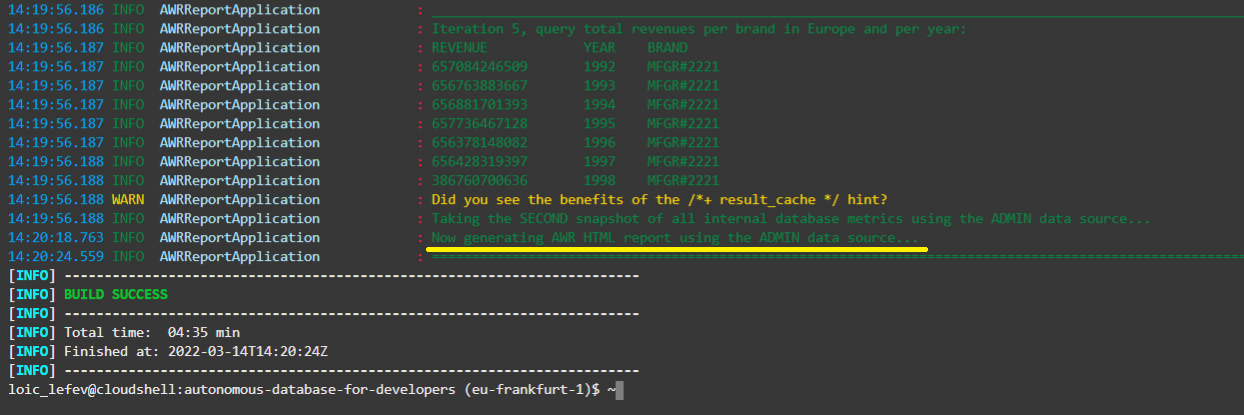 14:19:56.186 INFO AWRReportApplication : ________________________________________________________________________________
14:19:56.186 INFO AWRReportApplication : Iteration 5, query total revenues per brand in Europe and per year:
14:19:56.187 INFO AWRReportApplication : REVENUE YEAR BRAND
14:19:56.187 INFO AWRReportApplication : 657084246509 1992 MFGR#2221
14:19:56.187 INFO AWRReportApplication : 656763883667 1993 MFGR#2221
14:19:56.187 INFO AWRReportApplication : 656881701393 1994 MFGR#2221
14:19:56.187 INFO AWRReportApplication : 657736467128 1995 MFGR#2221
14:19:56.187 INFO AWRReportApplication : 656378148082 1996 MFGR#2221
14:19:56.188 INFO AWRReportApplication : 656428319397 1997 MFGR#2221
14:19:56.188 INFO AWRReportApplication : 386760700636 1998 MFGR#2221
14:19:56.188 WARN AWRReportApplication : Did you see the benefits of the /*+ result_cache */ hint?
14:19:56.188 INFO AWRReportApplication : Taking the SECOND snapshot of all internal database metrics using the ADMIN data source...
14:20:18.763 INFO AWRReportApplication : Now generating AWR HTML report using the ADMIN data source...
14:20:24.559 INFO AWRReportApplication : ================================================================================
[INFO] ------------------------------------------------------------------------
[INFO] BUILD SUCCESS
[INFO] ------------------------------------------------------------------------
[INFO] Total time:  04:35 min
[INFO] Finished at: 2022-03-14T14:20:24Z
[INFO] ------------------------------------------------------------------------
loic_lefev@cloudshell:autonomous-database-for-developers (eu-frankfurt-1)$ ~